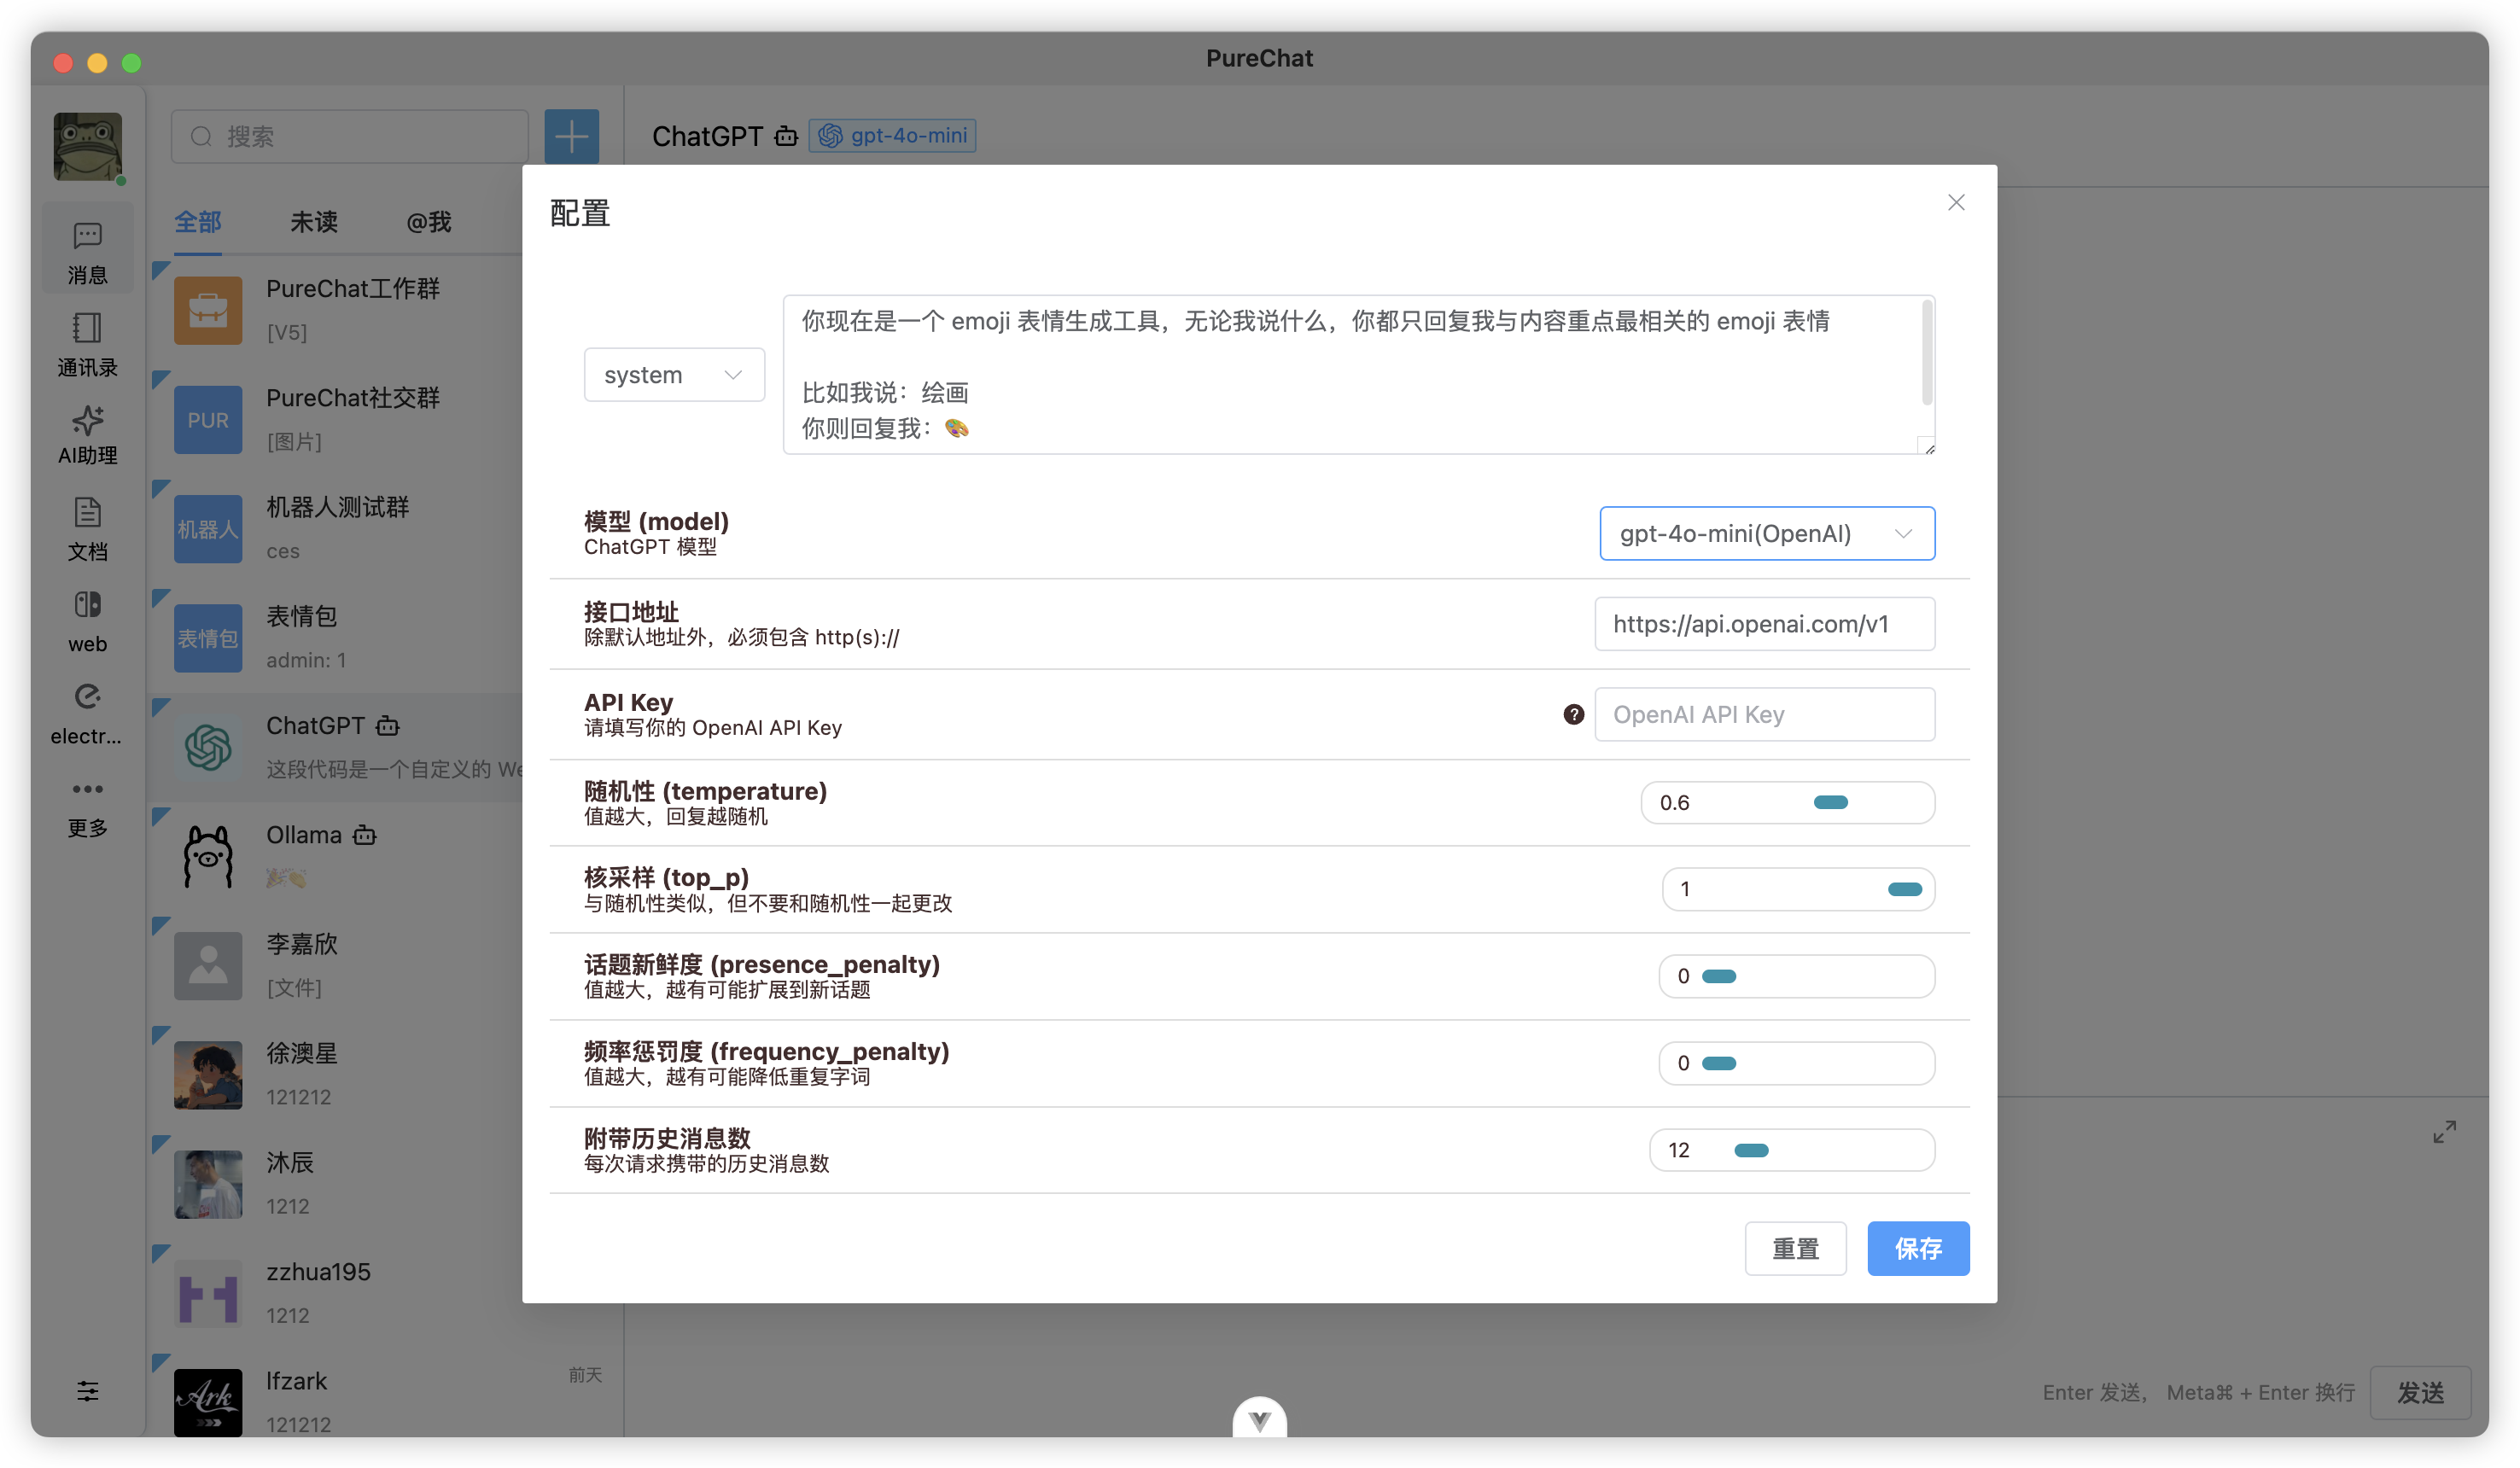 PureChat
搜索
ChatGPT gpt-4o-mini
全部 未读 @我
消息
通讯录
AI助理
文档
web
electr...
更多
PureChat工作群
[V5]
PUR
PureChat社交群
[图片]
机器人
机器人测试群
ces
表情包
表情包
admin: 1
ChatGPT
这段代码是一个自定义的 We
Ollama
李嘉欣
[文件]
徐澳星
121212
沐辰
1212
zzhua195
1212
Ark
lfzark
前天
121212
配置
system
你现在是一个 emoji 表情生成工具，无论我说什么，你都只回复我与内容重点最相关的 emoji 表情
比如我说：绘画
你则回复我：🎨
模型 (model)
ChatGPT 模型
gpt-4o-mini(OpenAI)
接口地址
除默认地址外，必须包含 http(s)://
https://api.openai.com/v1
API Key
请填写你的 OpenAI API Key
?
OpenAI API Key
随机性 (temperature)
值越大，回复越随机
0.6
核采样 (top_p)
与随机性类似，但不要和随机性一起更改
1
话题新鲜度 (presence_penalty)
值越大，越有可能扩展到新话题
0
频率惩罚度 (frequency_penalty)
值越大，越有可能降低重复字词
0
附带历史消息数
每次请求携带的历史消息数
12
重置
保存
Enter 发送， Meta⌘ + Enter 换行
发送